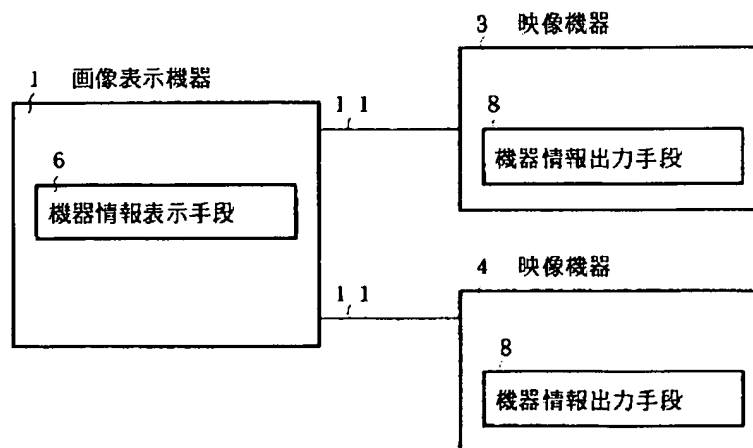 3 映像機器
1 画像表示機器
11
8
機器情報出力手段
6
機器情報表示手段
4 映像機器
11
8
機器情報出力手段